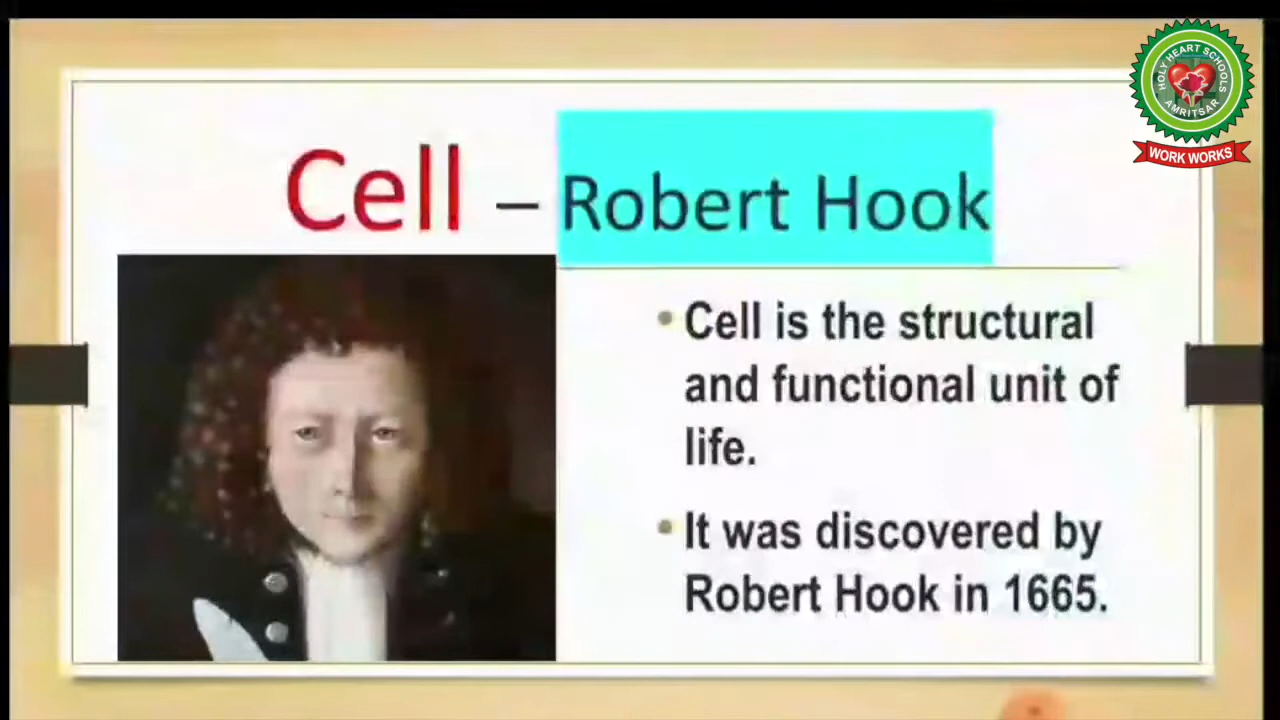 HOLY HEART SCHOOLS
AMRITSAR
WORK WORKS
Cell – Robert Hook
• Cell is the structural
and functional unit of
life.
• It was discovered by
Robert Hook in 1665.